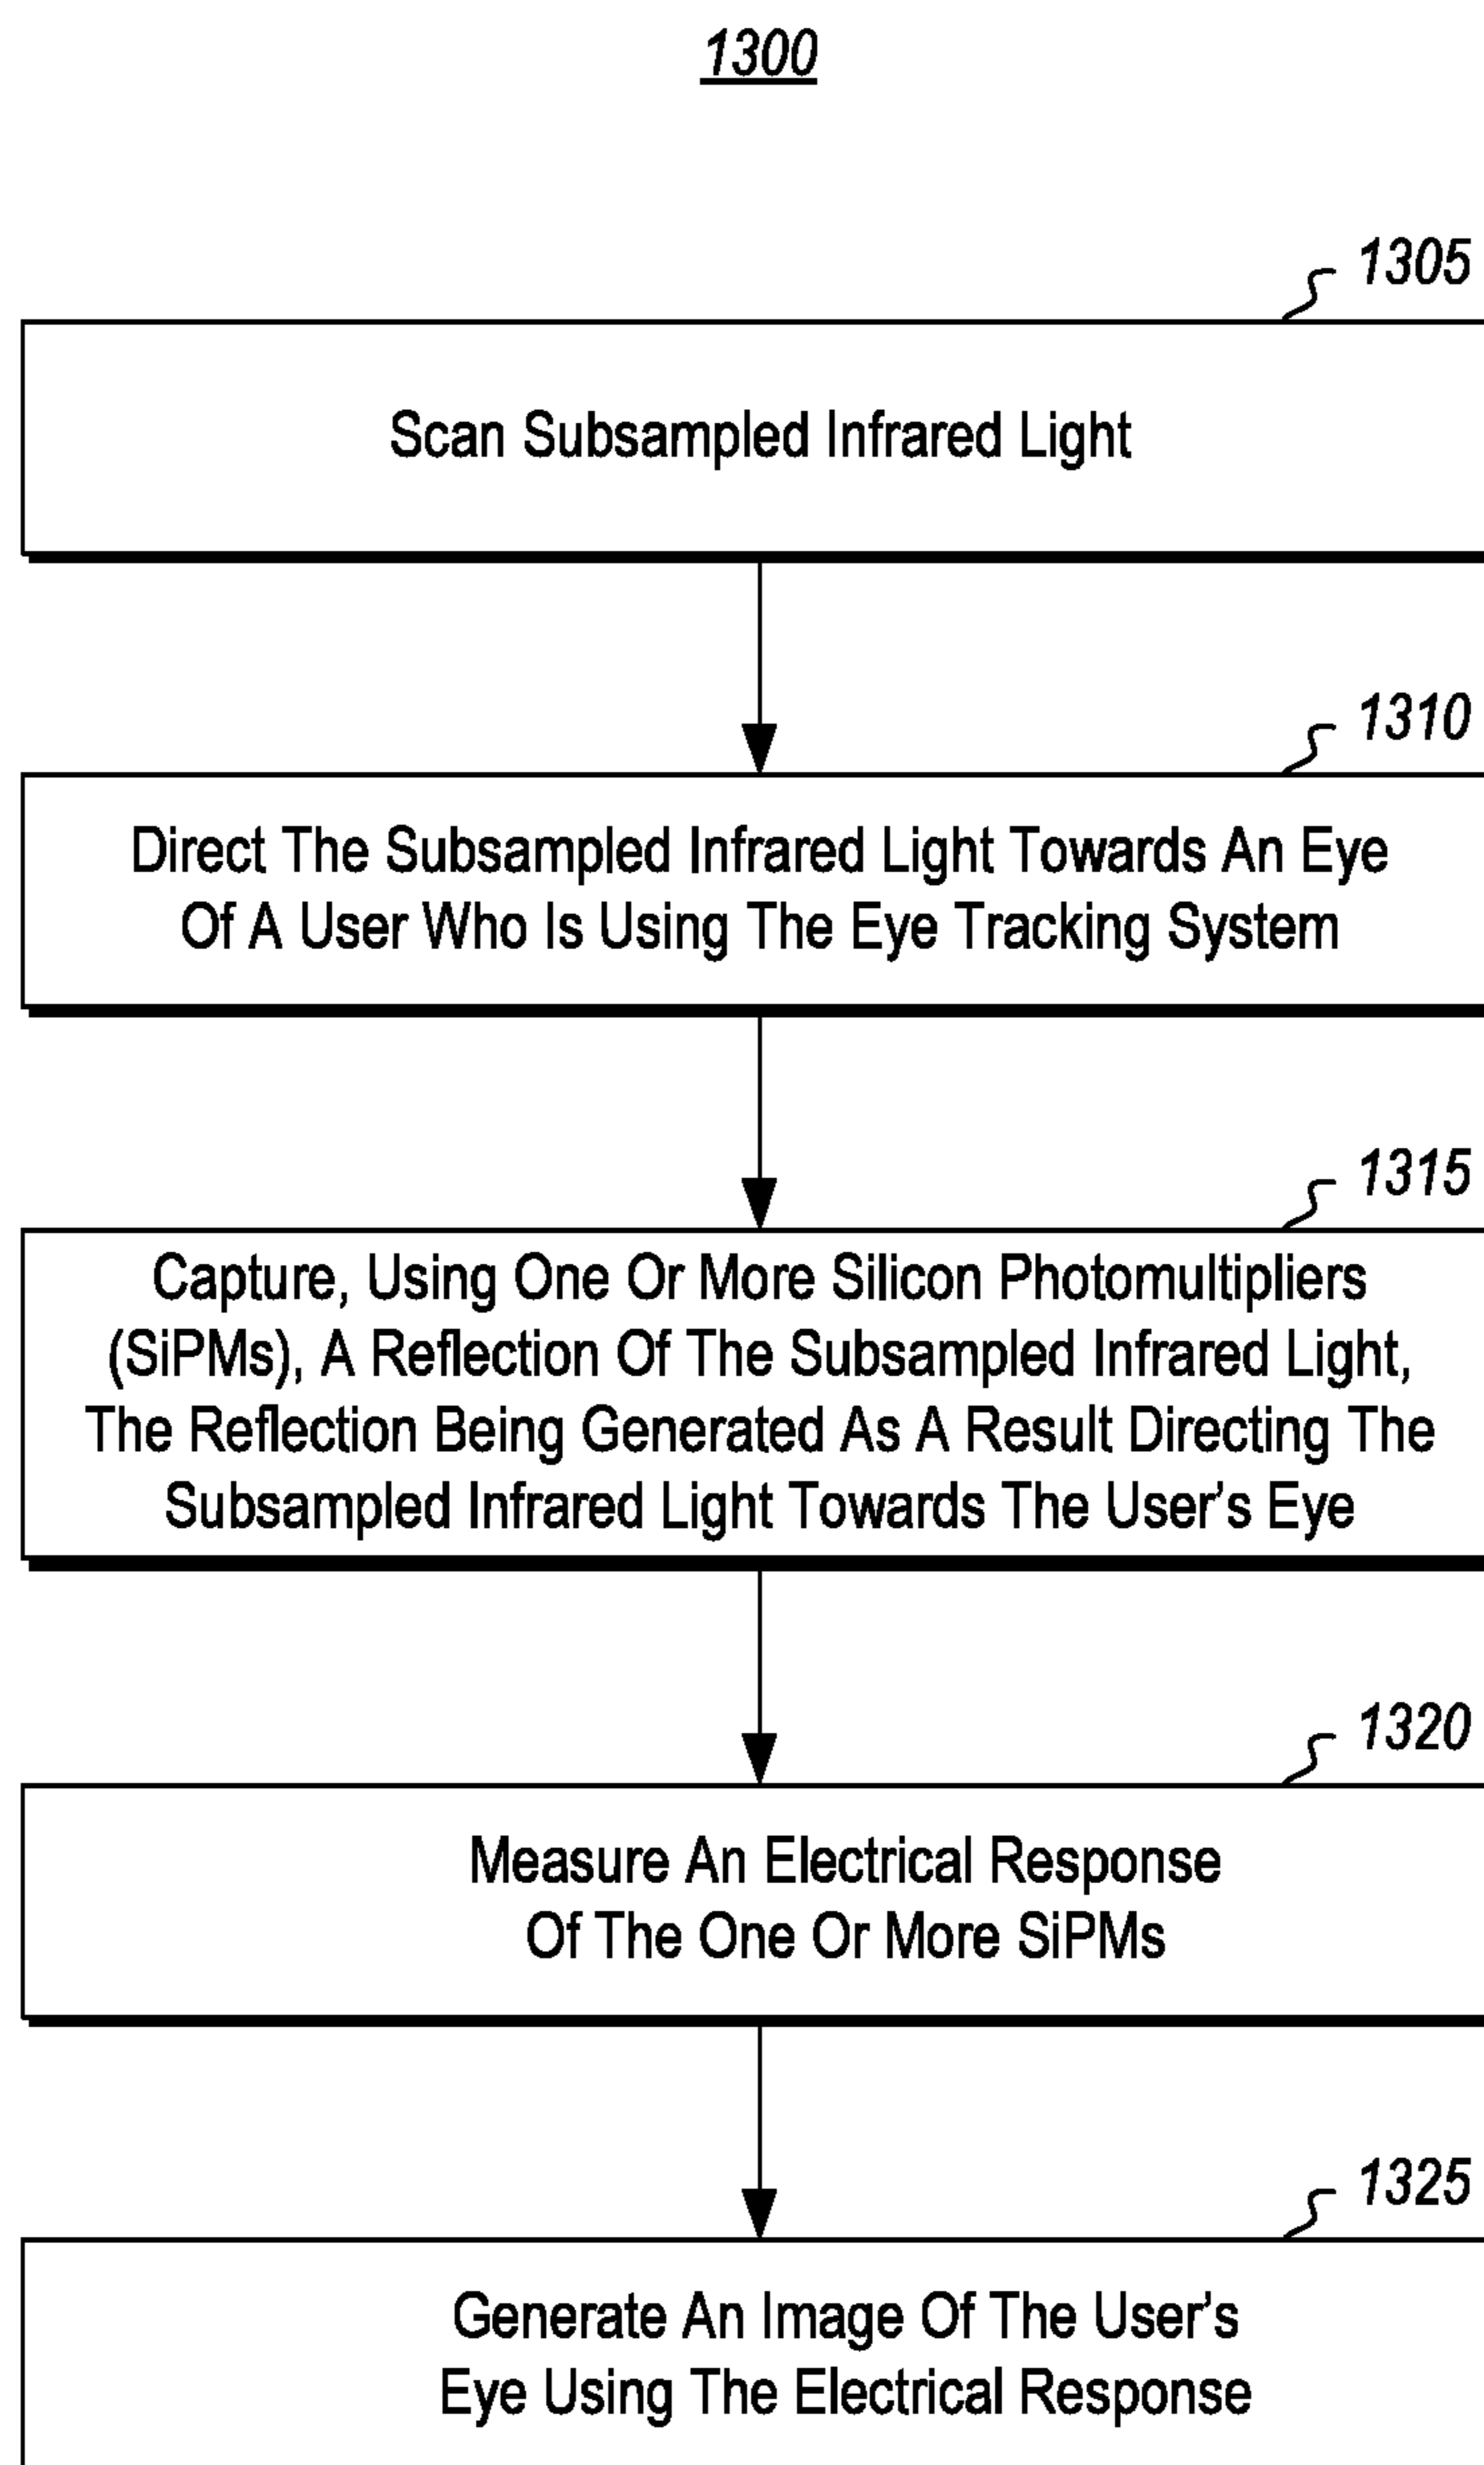 1300
1305
Scan Subsampled Infrared Light
1310
Direct The Subsampled Infrared Light Towards An Eye
Of A User Who Is Using The Eye Tracking System
1315
Capture, Using One Or More Silicon Photomultipliers
(SiPMs), A Reflection Of The Subsampled Infrared Light,
The Reflection Being Generated As A Result Directing The
Subsampled Infrared Light Towards The User's Eye
1320
Measure An Electrical Response
Of The One Or More SiPMs
1325
Generate An Image Of The User's
Eye Using The Electrical Response